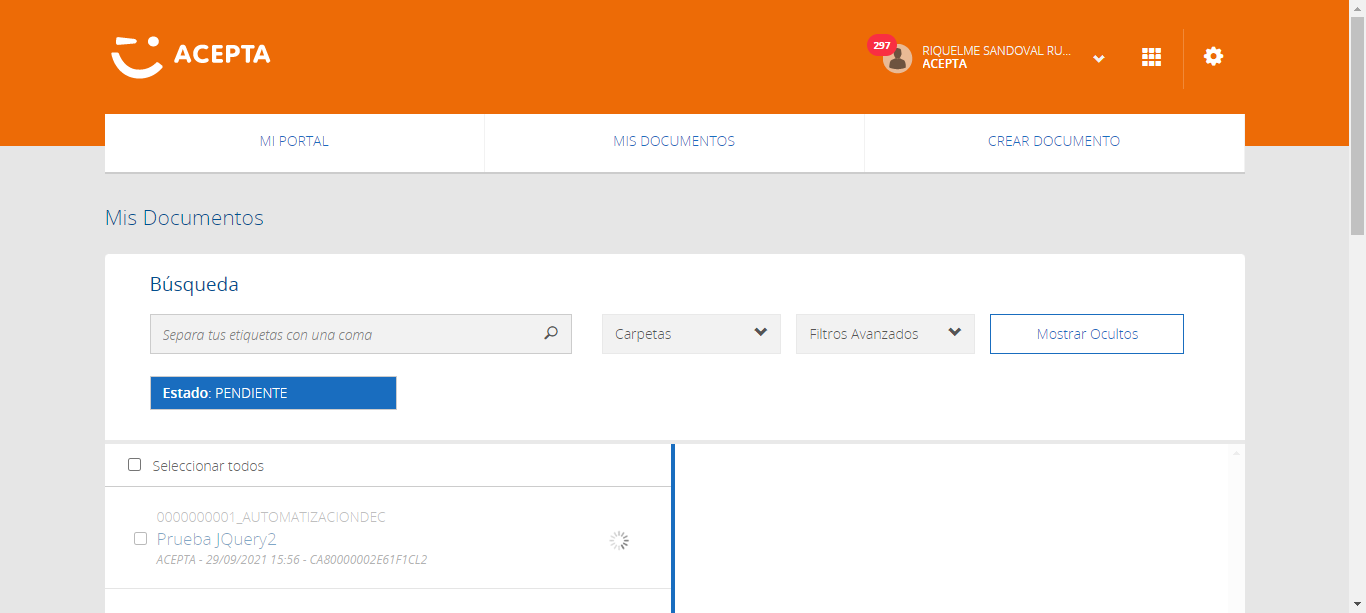 ACEPTA
297
RIQUELME SANDOVAL RU...
ACEPTA
MI PORTAL
MIS DOCUMENTOS
CREAR DOCUMENTO
Mis Documentos
Búsqueda
Separa tus etiquetas con una coma
Carpetas
Filtros Avanzados
Mostrar Ocultos
Estado: PENDIENTE
Seleccionar todos
0000000001_AUTOMATIZACIONDEC
Prueba JQuery2
ACEPTA - 29/09/2021 15:56 - CA80000002E61F1CL2